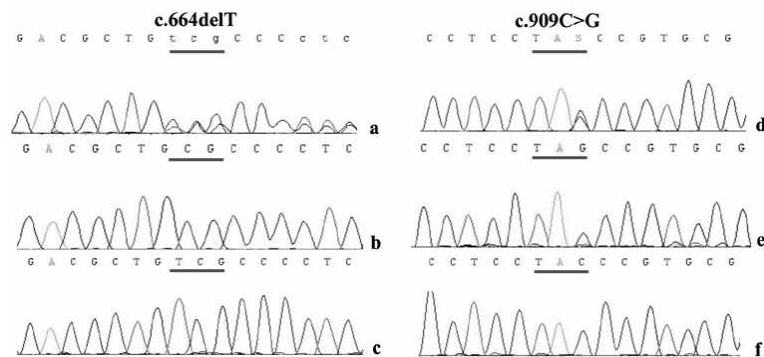 c.664delT
G A C G C T G t c g C C C c t c
a
G A C G C T G C G C C C C T C
b
G A C G C T G T C G C C C C T C
c
c.909C>G
C C T C C T A S C C G T G C G
d
C C T C C T A G C C G T G C G
e
C C T C C T A C C C G T G C G
f